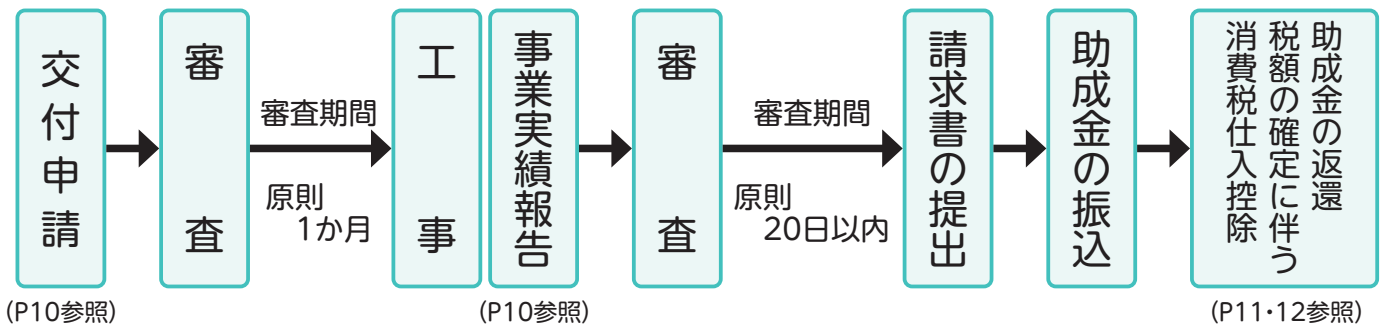 交付申請
(P10参照)
審査
審査期間
原則
1か月
工事
事業実績報告
(P10参照)
審査
審査期間
原則
20日以内
請求書の提出
助成金の振込
助成金の返還
税額の確定に伴う
消費税仕入控除
(P11・12参照)